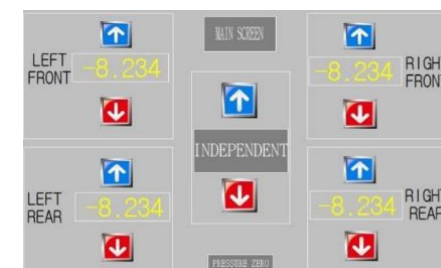 MAIN SCREEN
LEFT
FRONT
-8.234
-8.234
RIGH
FRON
INDEPENDENT
LEFT
REAR
-8.234
-8.234
RIGHT
REAR
PRESSURE ZERO